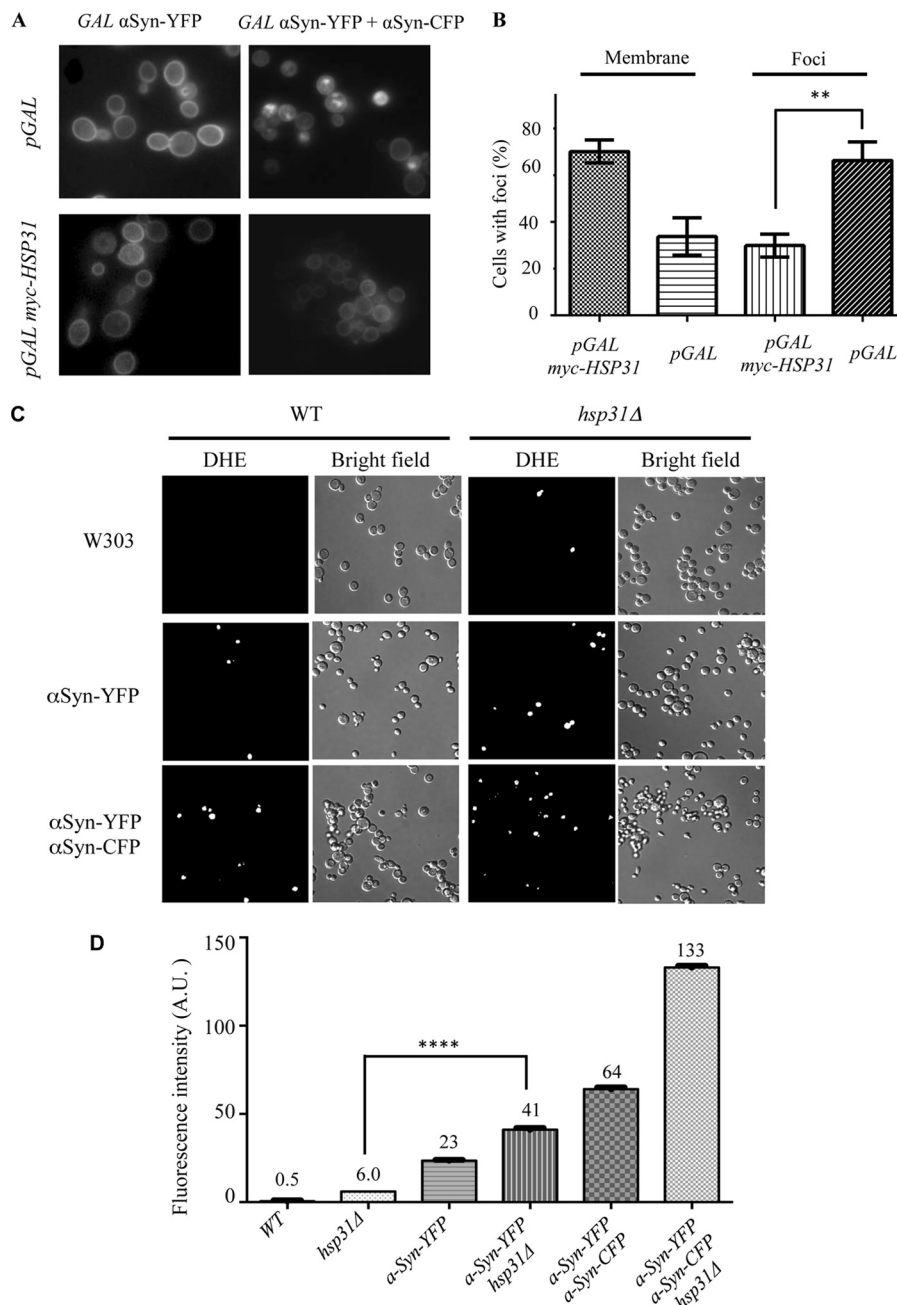 A
GAL αSyn-YFP
GAL αSyn-YFP + αSyn-CFP
pGAL
pGAL myc-HSP31
B
Membrane
Foci
**
Cells with foci (%)
80
60
40
20
0
pGAL
myc-HSP31
pGAL
pGAL
myc-HSP31
pGAL
C
WT
hsp31Δ
DHE
Bright field
DHE
Bright field
W303
αSyn-YFP
αSyn-YFP
αSyn-CFP
D
Fluorescence intensity (A.U. )
150
100
50
0
0.5
6.0
23
41
64
133
****
WT
hsp31Δ
a-Syn-YFP
a-Syn-YFP
hsp31Δ
a-Syn-YFP
a-Syn-CFP
a-Syn-YFP
a-Syn-CFP
hsp31Δ